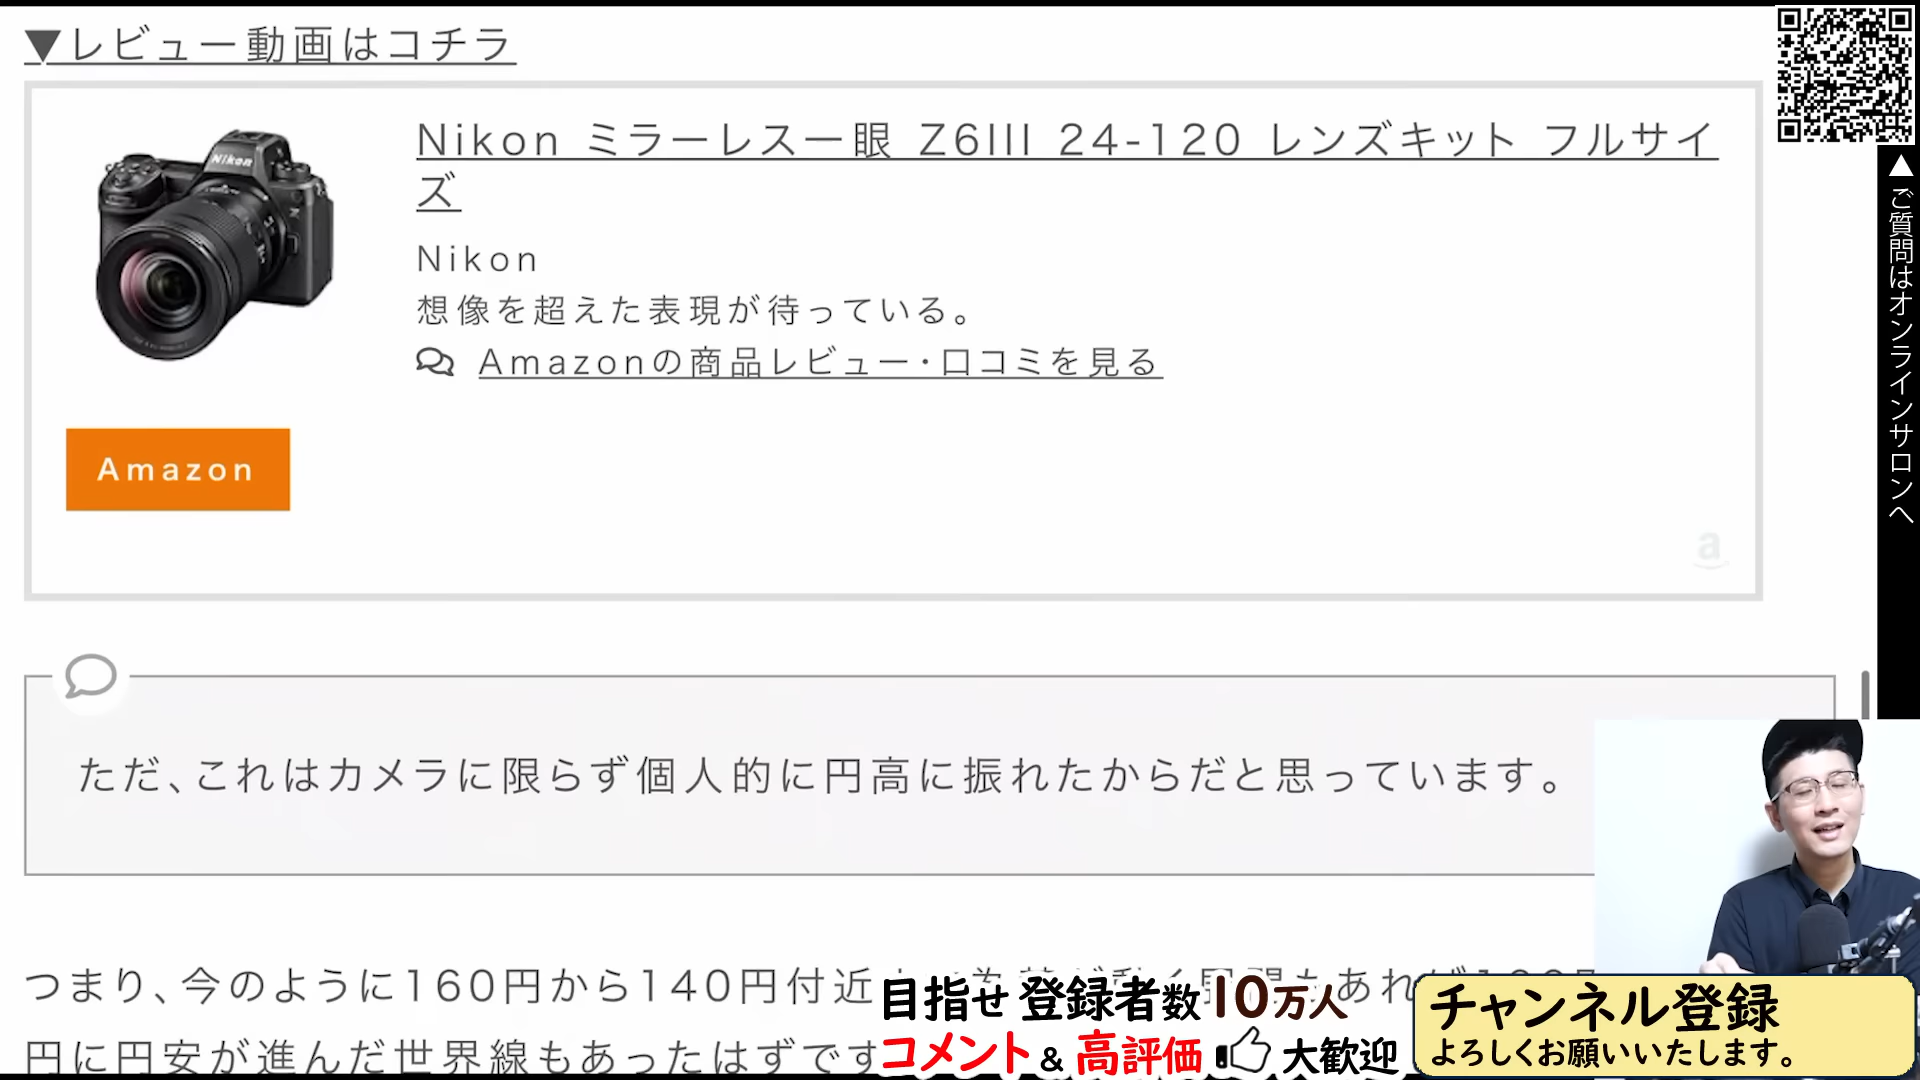 ▼レビュー動画はコチラ
Nikon ミラーレス一眼 Z6III 24-120 レンズキット フルサイ
ズ
Nikon
Nikon
想像を超えた表現が待っている。
Amazonの商品レビュー・口コミを見る
Amazon
a
▲ご質問はオンラインサロンへ
ただ、これはカメラに限らず個人的に円高に振れたからだと思っています。
つまり、今のように160円から140円付近
円に円安が進んだ世界線もあったはずです
目指せ 登録者数10万人
コメント & 高評価 大歓迎
チャンネル登録
よろしくお願いいたします。